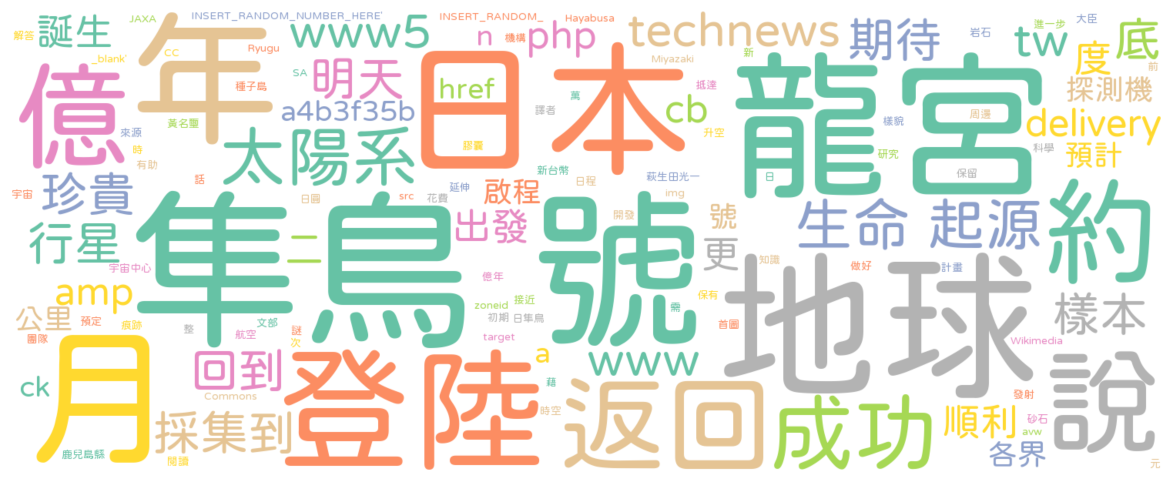 解答 誕生 JAXA INSERT_RANDOM_NUMBER_HERE' INSERT_RANDOM_ Hayabusa 大臣
_blank' CC 年 www5 n 機構 php technews 期待 岩石 進一步 tw 底
Ryugu SA 明天 日本 Miyazaki 新 度 前
億 種子島 a4b3f35b href 萬 抵達 龍宮 周邊 探測機
黃名璽 譯者 cb 升空 樣貌 delivery
來源 時 有助 太陽系 膠囊 研究 科學 預計
宇宙 珍貴 話 日圓 延伸 src 花費 啟程 新台幣 日程 萩生田光一 img 日 保留
行星 隼鳥號 二 出發 開發 號 生命 起源 約
宇宙中心 億年 更 知識 做好 計畫
amp zoneid 接近 保有 地球
公里 預定 痕跡 整 航空 文部 初期 日隼鳥 需 首圖 樣本
團隊 謎 次 target Wikimedia
月 回到 a www 說
ck Commons 登陸 藉 返回 成功 發射
採集到 時空 順利 砂石
鹿兒島縣 閱讀 avw 各界 元